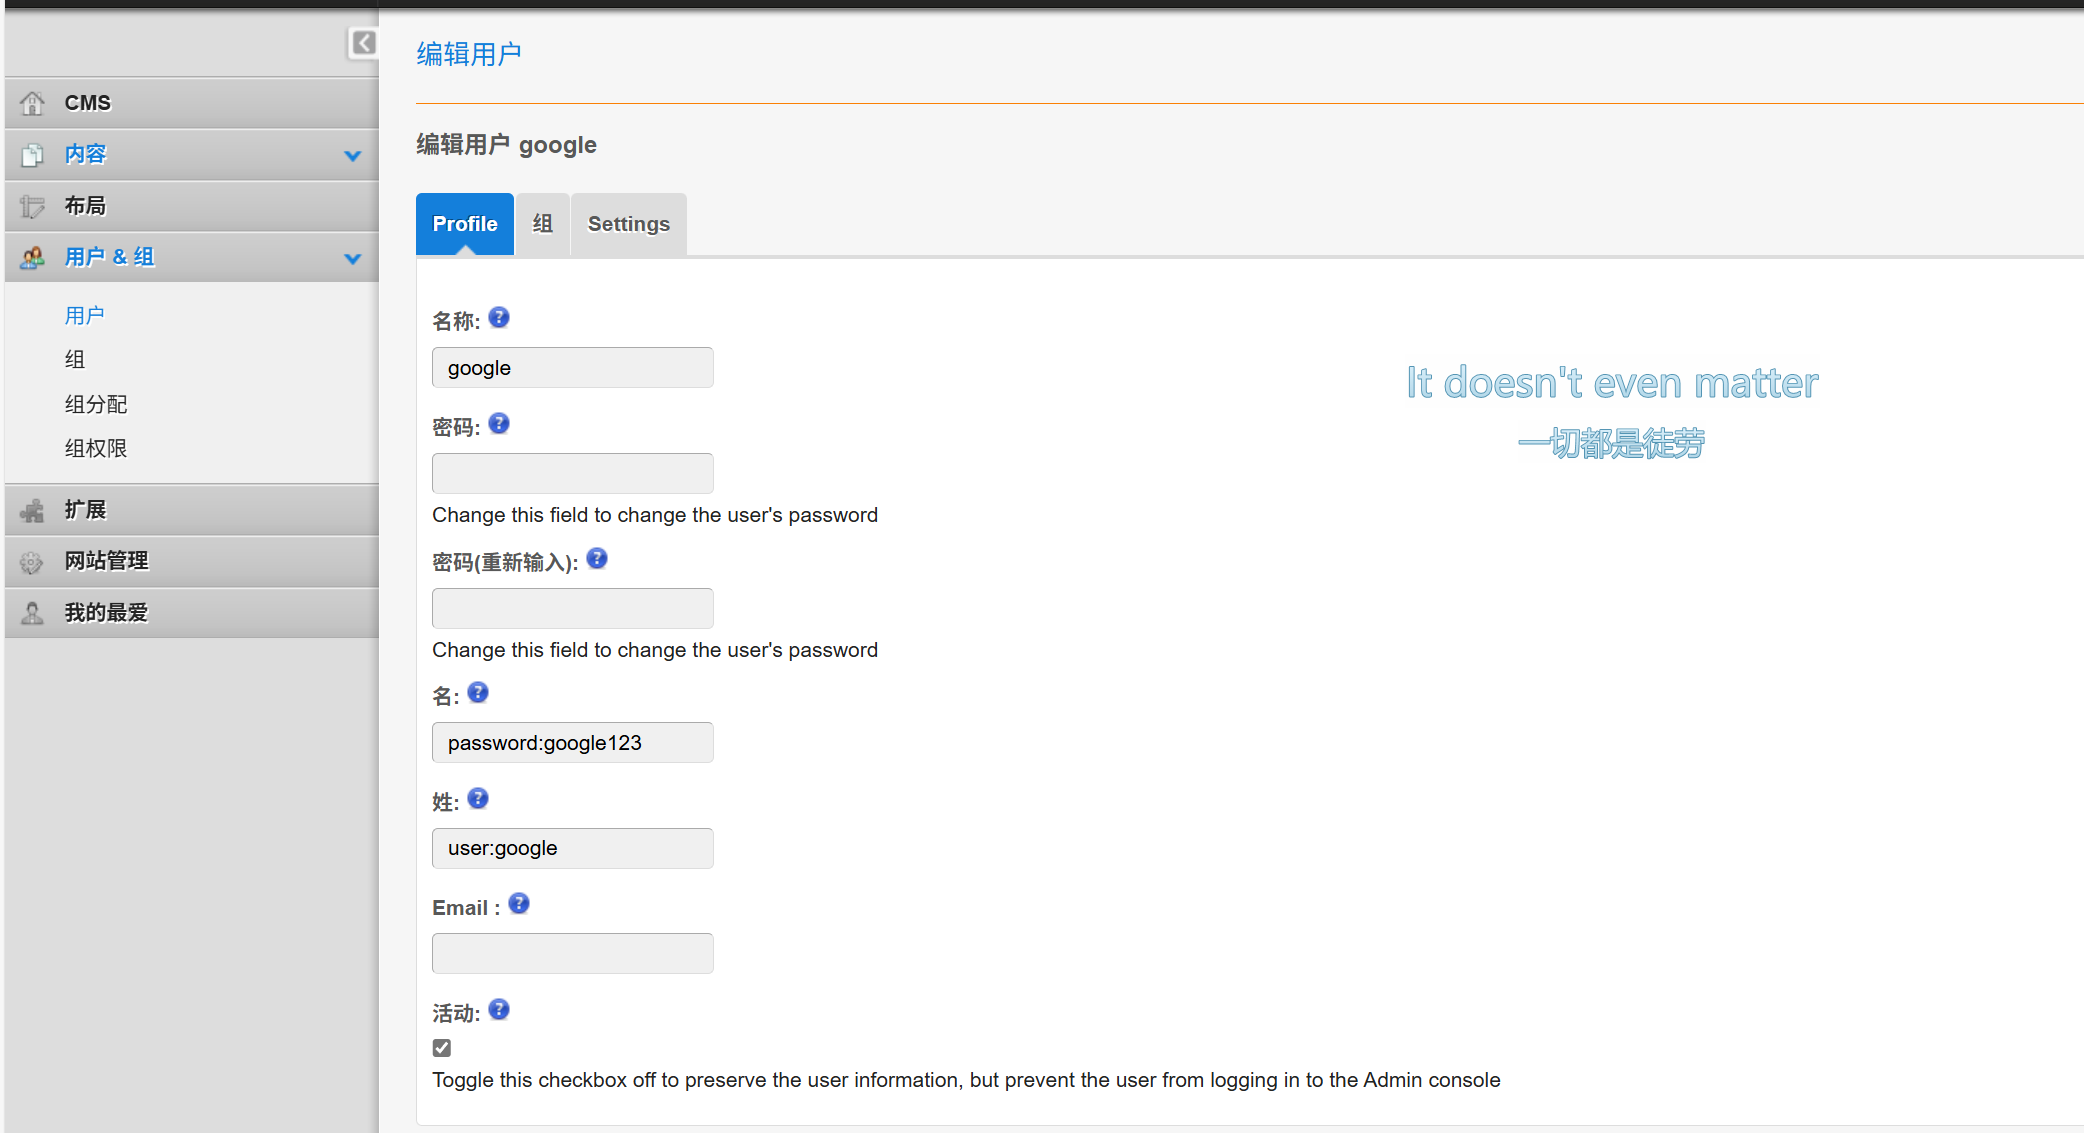 CMS
内容
布局
用户 & 组
用户
组
组分配
组权限
扩展
网站管理
我的最爱
编辑用户
编辑用户 google
Profile
组
Settings
名称:
google
密码:
Change this field to change the user's password
密码(重新输入):
Change this field to change the user's password
名:
password:google123
姓:
user:google
Email :
活动:
Toggle this checkbox off to preserve the user information, but prevent the user from logging in to the Admin console
It doesn't even matter
一切都是徒劳